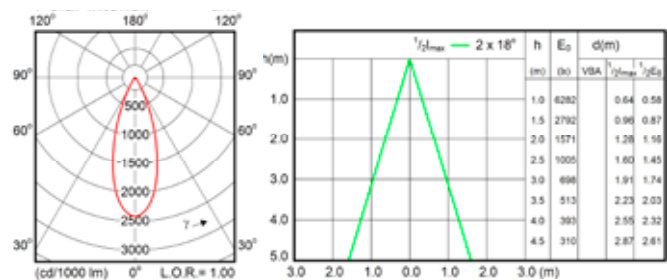 120° 180° 120°
90° 90°
60° 60°
30° 30°
500
1000
1500
2000
2500
3000
7
(cd/1000 lm) 0° L.O.R.= 1.00
h(m)
1.0
2.0
3.0
4.0
5.0
3.0 2.0 1.0 0.0 1.0 2.0 3.0 (m)
½Imax 2 x 18°
h E₀ d(m)
(m) (lx) VBA ½Imax ½E₀
1.0 6282 0.64 0.58
1.5 2792 0.96 0.87
2.0 1571 1.28 1.16
2.5 1005 1.60 1.45
3.0 698 1.91 1.74
3.5 513 2.23 2.03
4.0 393 2.55 2.32
4.5 310 2.87 2.61